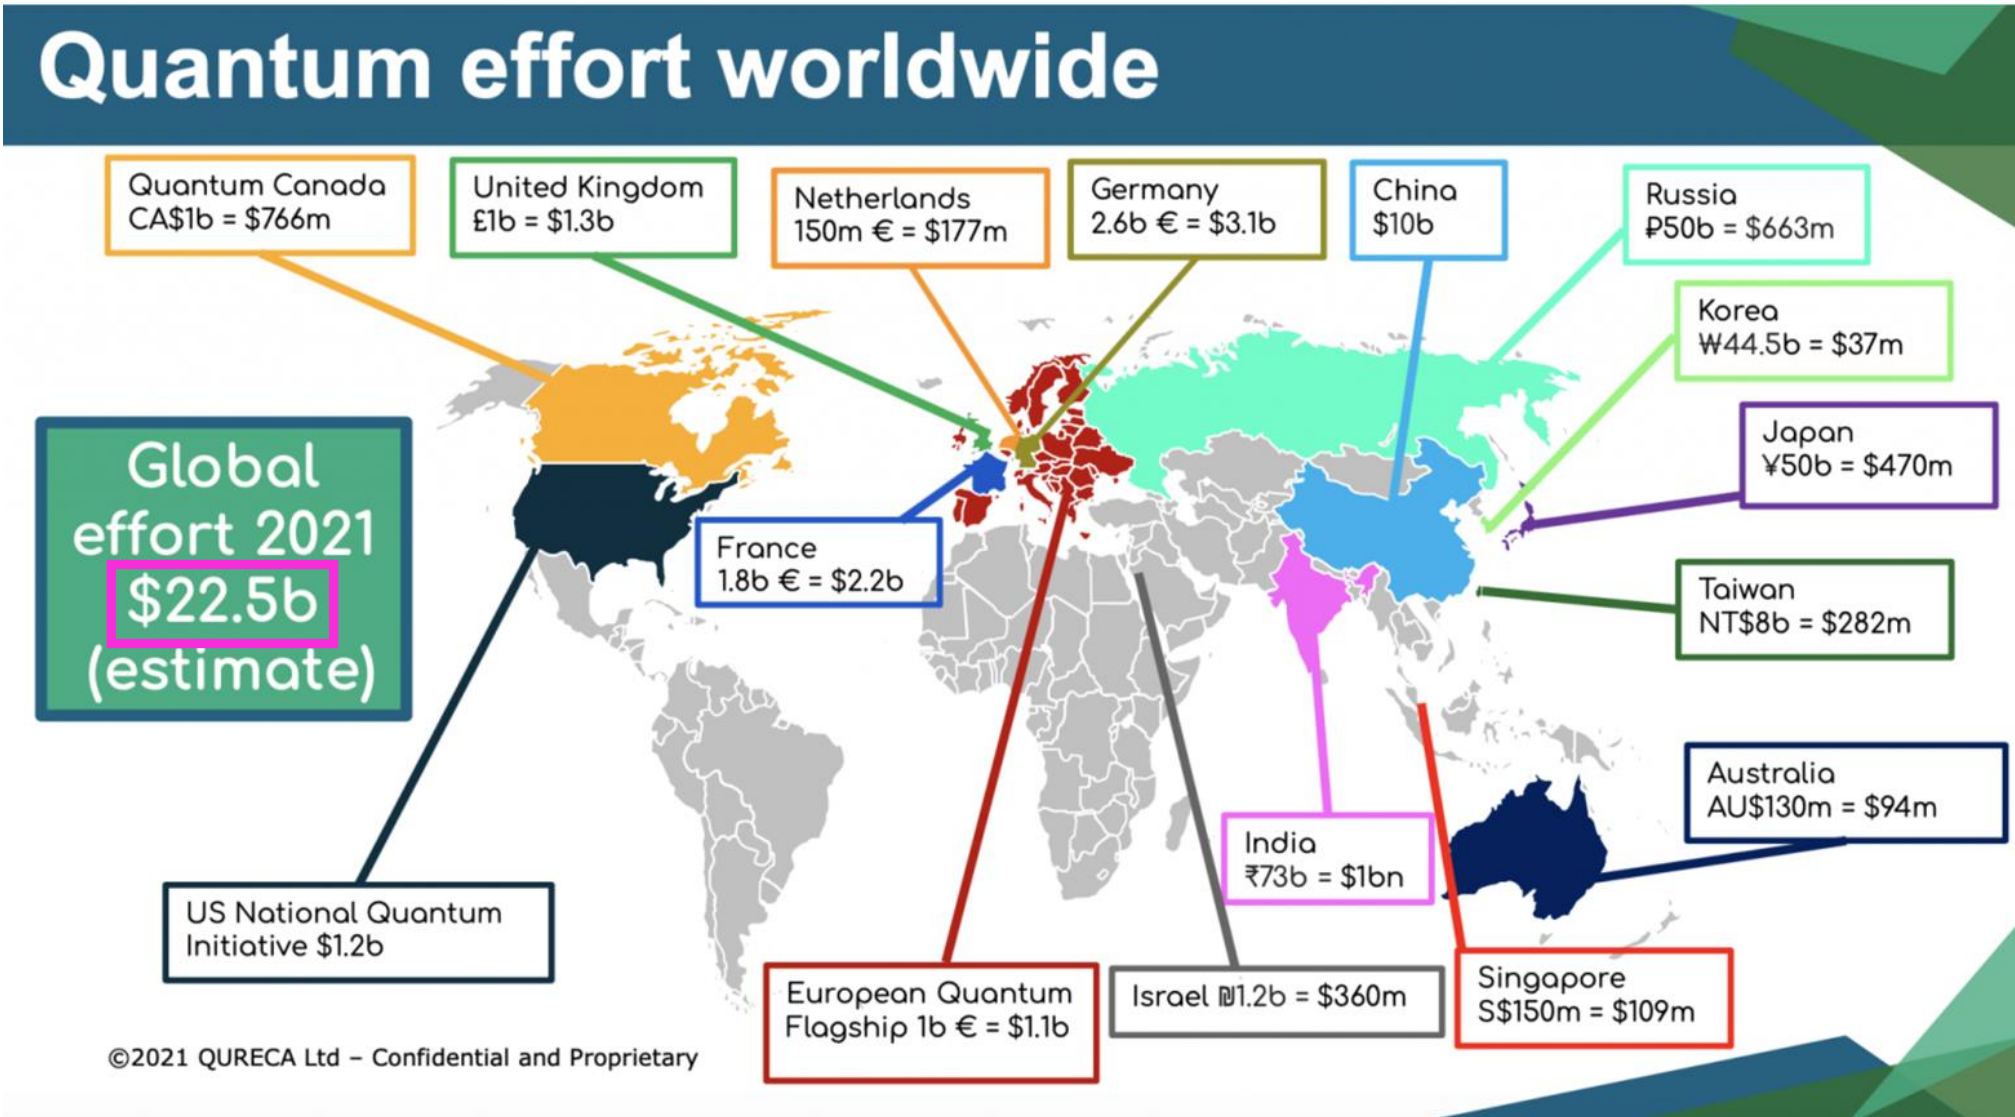 Quantum effort worldwide
Quantum Canada
CA$1b = $766m
United Kingdom
£1b = $1.3b
Netherlands
150m € = $177m
Germany
2.6b € = $3.1b
China
$10b
Russia
₽50b = $663m
Korea
₩44.5b = $37m
Japan
¥50b = $470m
Global
effort 2021
$22.5b
(estimate)
France
1.8b € = $2.2b
Taiwan
NT$8b = $282m
Australia
AU$130m = $94m
India
₹73b = $1bn
US National Quantum
Initiative $1.2b
European Quantum
Flagship 1b € = $1.1b
Israel ₪1.2b = $360m
Singapore
S$150m = $109m
©2021 QURECA Ltd – Confidential and Proprietary